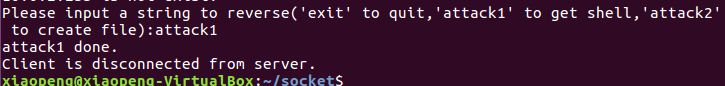 Please input a string to reverse('exit' to quit,'attack1' to get shell,'attack2'
to create file):attack1
attack1 done.
Client is disconnected from server.
xiaopeng@xiaopeng-VirtualBox:~/socket$